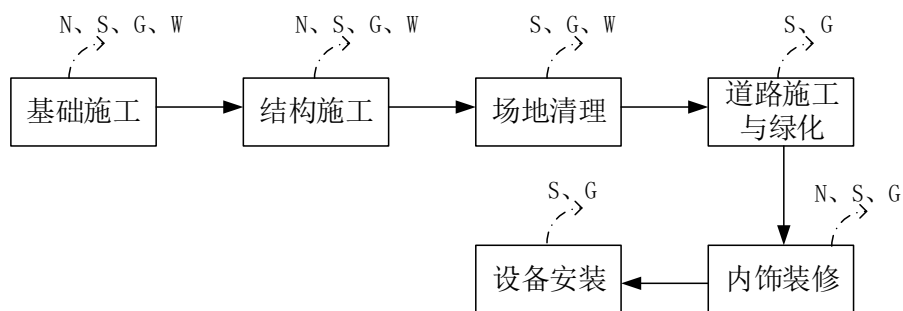 N、S、G、W
N、S、G、W
S、G、W
S、G
基础施工
结构施工
场地清理
道路施工
与绿化
S、G
N、S、G
设备安装
内饰装修